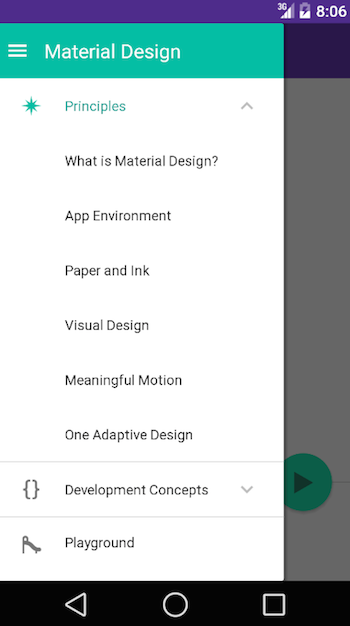 3G 8:06
Material Design
Principles
What is Material Design?
App Environment
Paper and Ink
Visual Design
Meaningful Motion
One Adaptive Design
{} Development Concepts
Playground